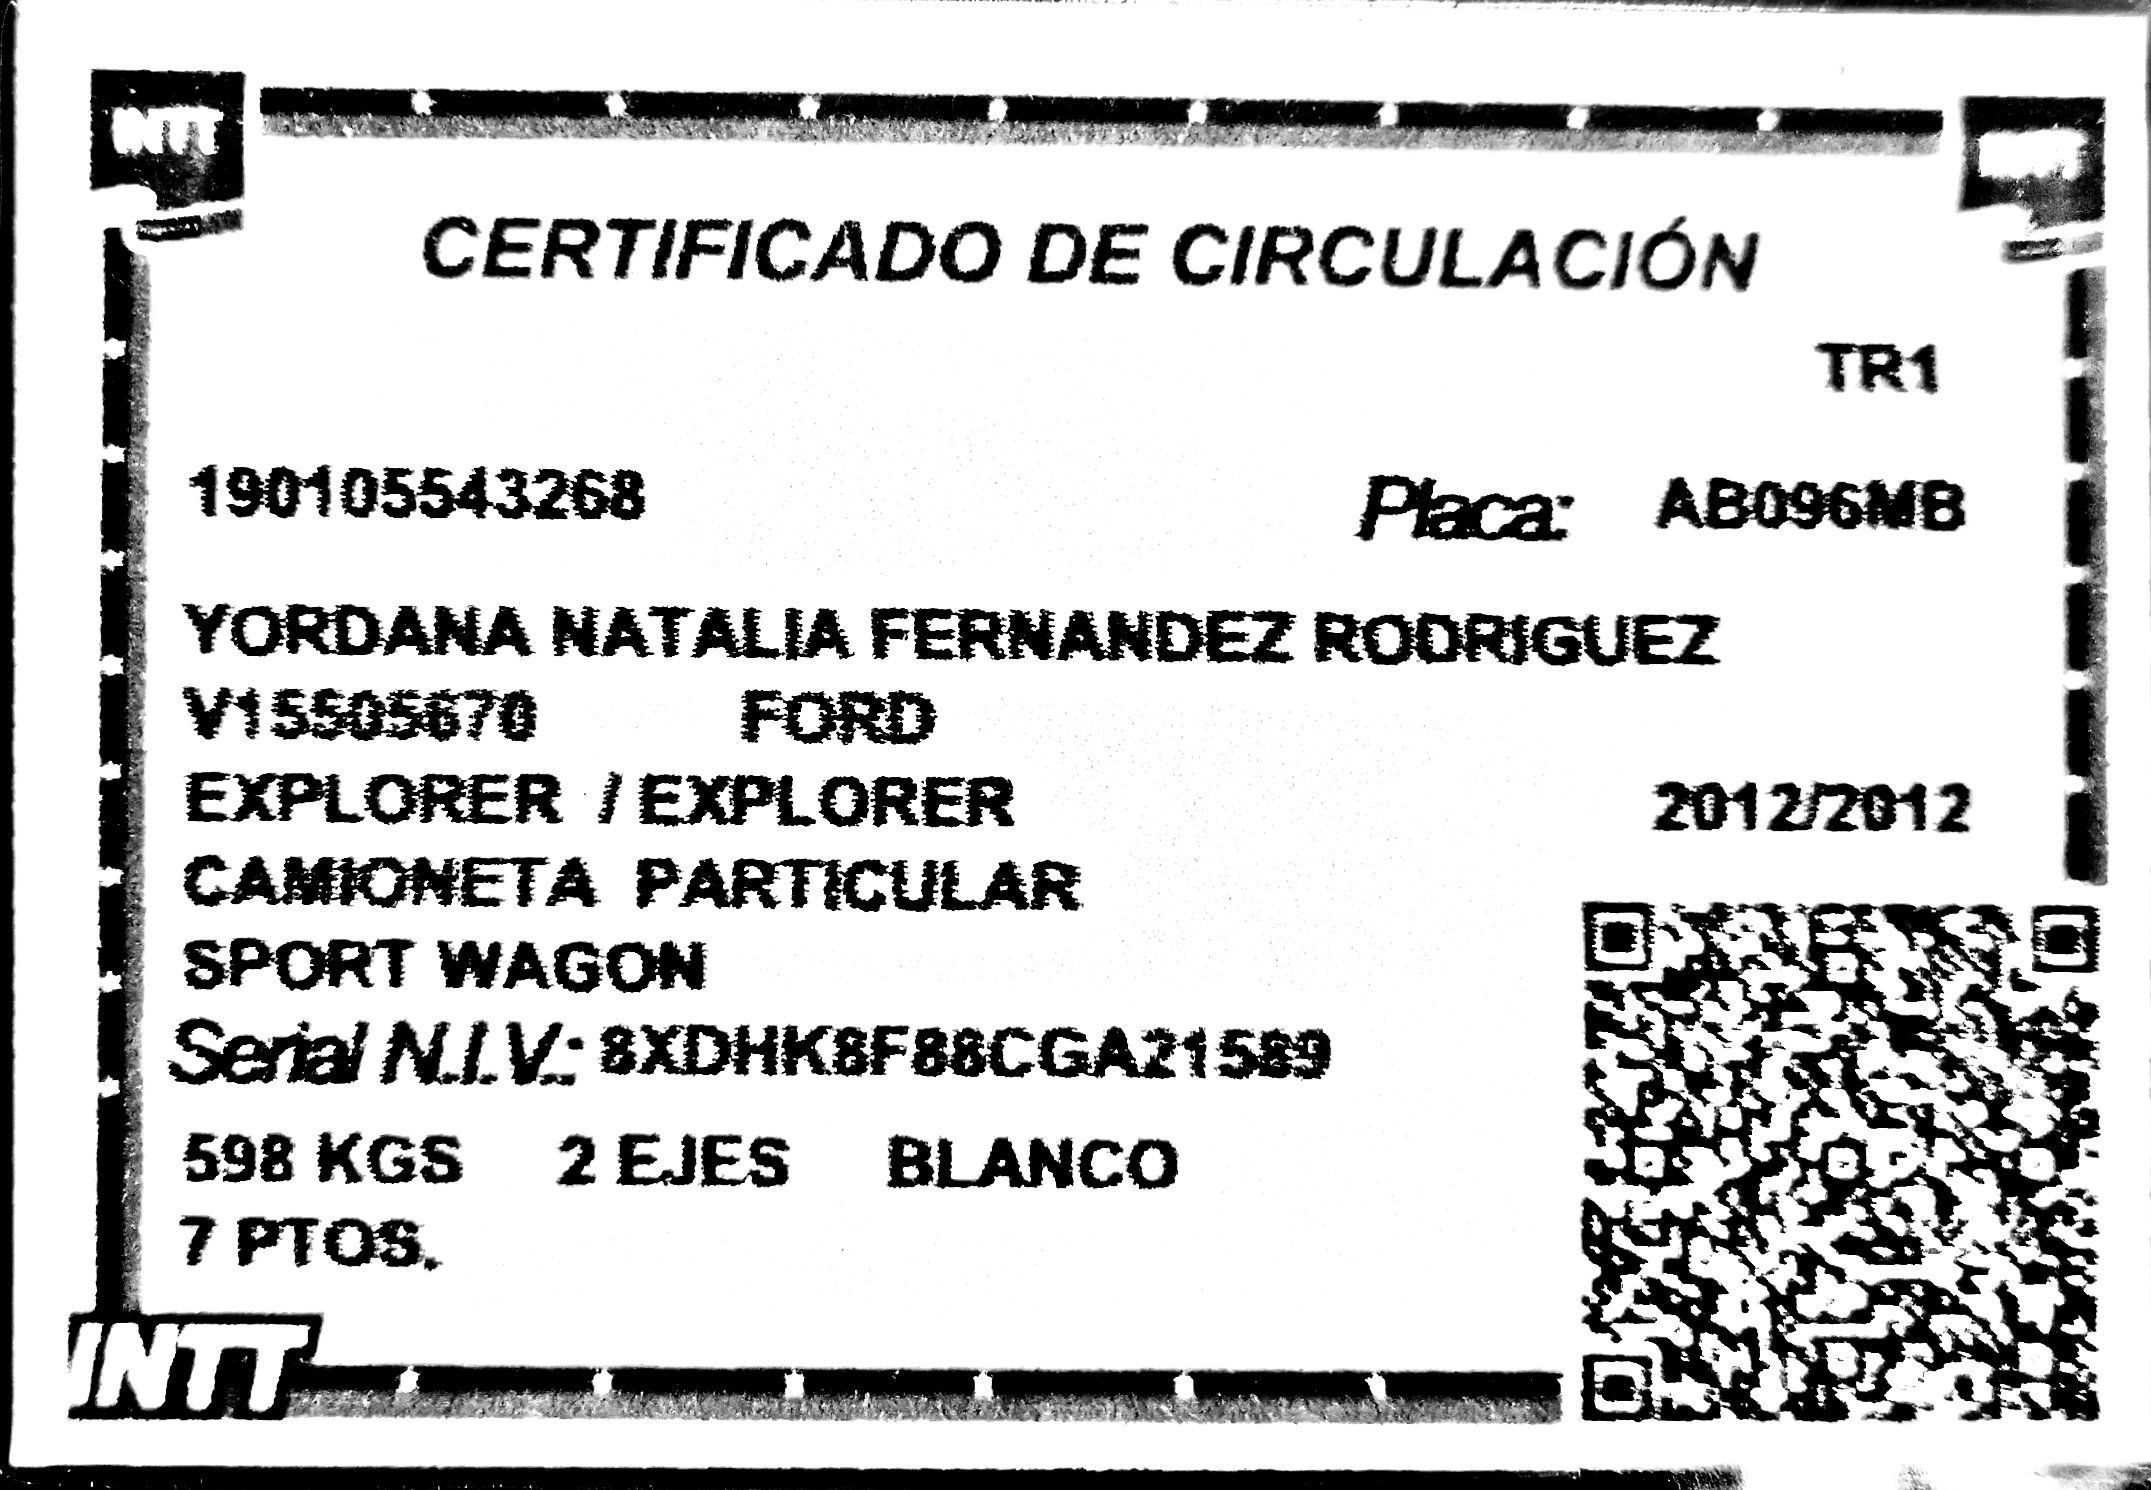 INTT
CERTIFICADO DE CIRCULACIÓN
TR1
190105543268 Placa: AB096MB
YORDANA NATALIA FERNANDEZ RODRIGUEZ
V15505670 FORD
EXPLORER / EXPLORER 2012/2012
CAMIONETA PARTICULAR
SPORT WAGON
Serial N.I.V.: 8XDHK8F88CGA21589
598 KGS 2 EJES BLANCO
7 PTOS.
INTT